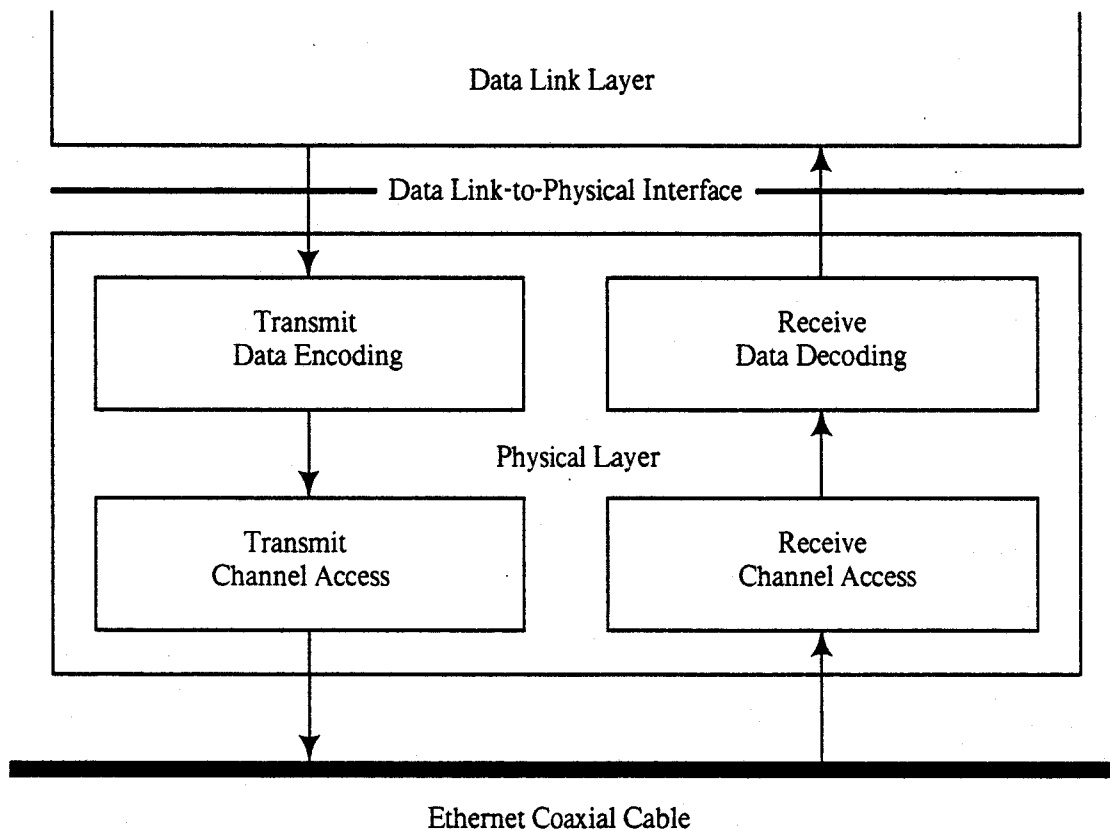 Data Link Layer
Data Link-to-Physical Interface
Transmit
Data Encoding
Receive
Data Decoding
Physical Layer
Transmit
Channel Access
Receive
Channel Access
Ethernet Coaxial Cable